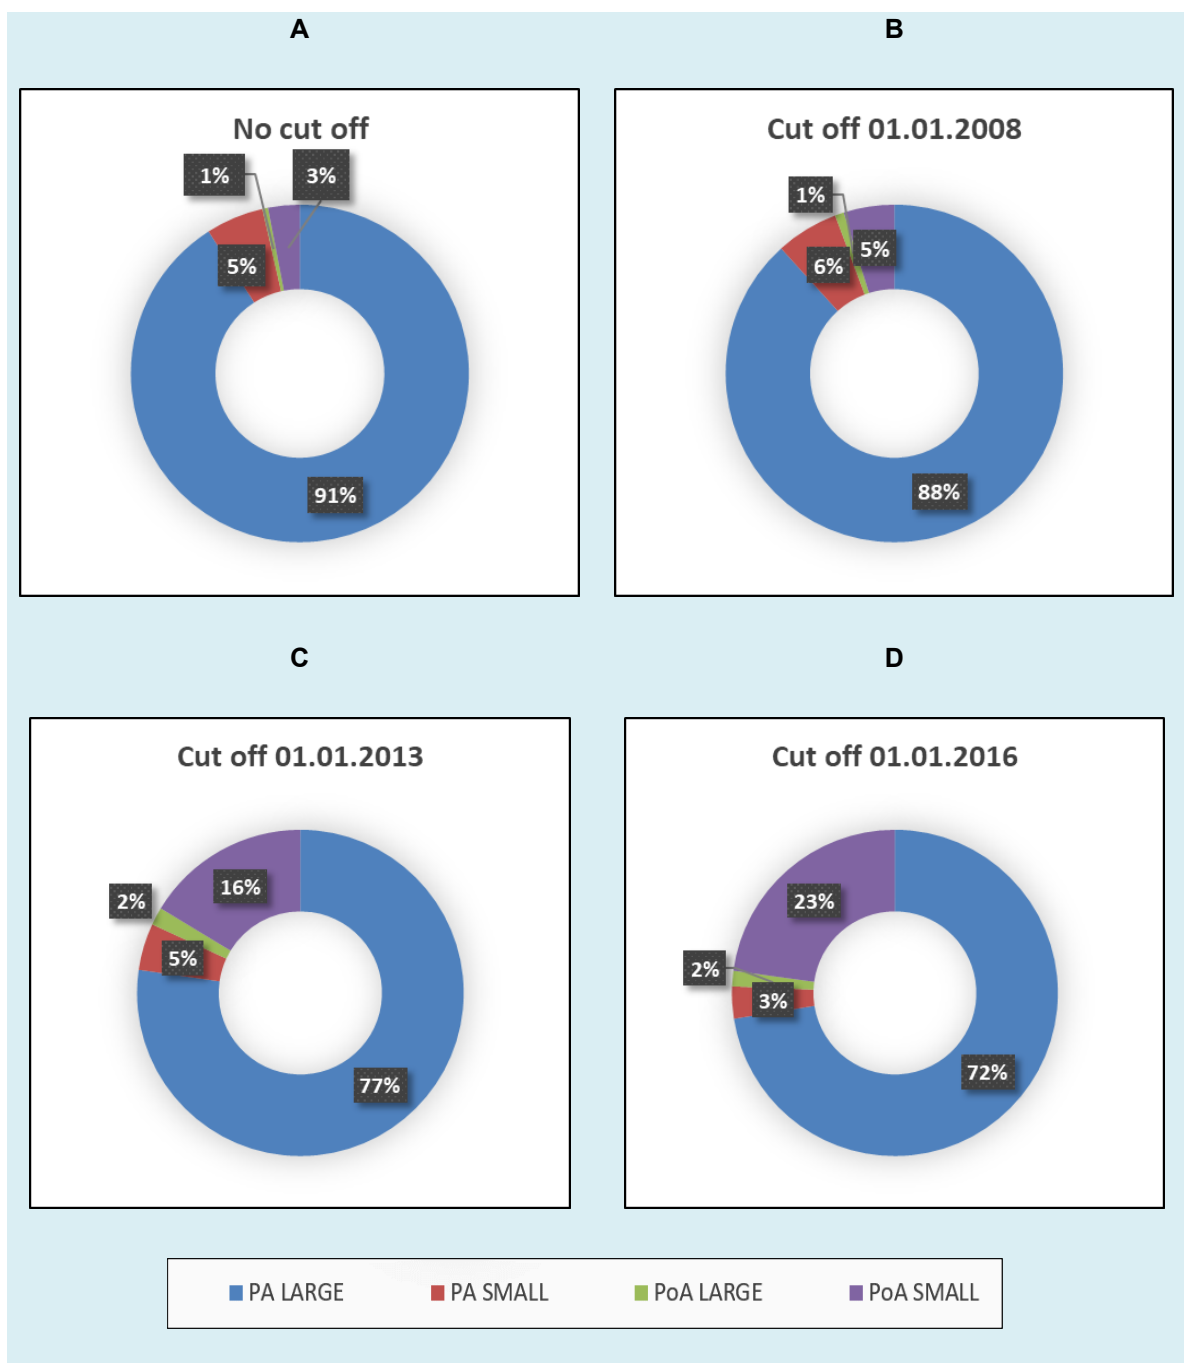 A
B
No cut off
1%
3%
5%
91%
Cut off 01.01.2008
1%
5%
6%
88%
C
D
Cut off 01.01.2013
16%
2%
5%
77%
Cut off 01.01.2016
23%
2%
3%
72%
PA LARGE PA SMALL PoA LARGE PoA SMALL